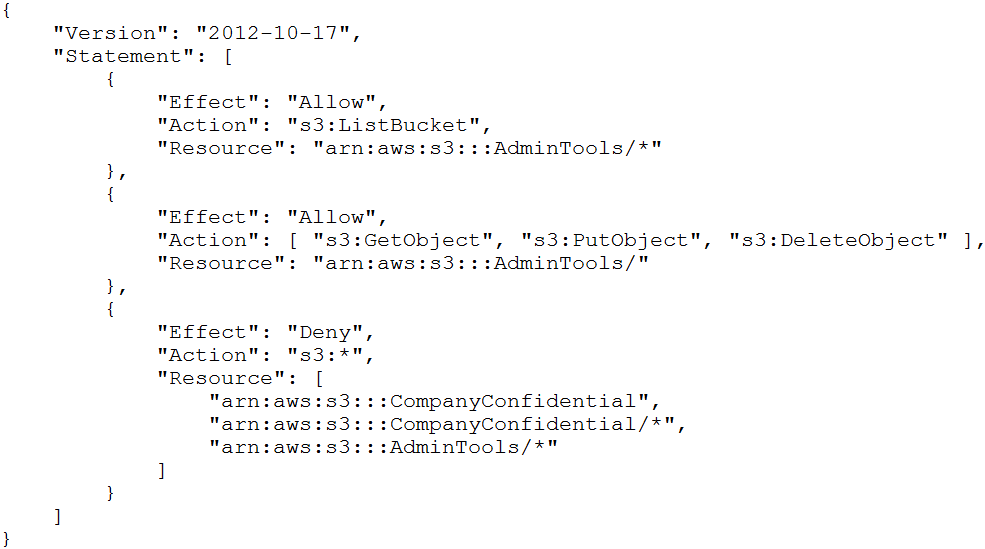 {
    "Version": "2012-10-17",
    "Statement": [
        {
            "Effect": "Allow",
            "Action": "s3:ListBucket",
            "Resource": "arn:aws:s3:::AdminTools/*"
        },
        {
            "Effect": "Allow",
            "Action": [ "s3:GetObject", "s3:PutObject", "s3:DeleteObject" ],
            "Resource": "arn:aws:s3:::AdminTools/"
        },
        {
            "Effect": "Deny",
            "Action": "s3:*",
            "Resource": [
                "arn:aws:s3:::CompanyConfidential",
                "arn:aws:s3:::CompanyConfidential/*",
                "arn:aws:s3:::AdminTools/*"
            ]
        }
    ]
}